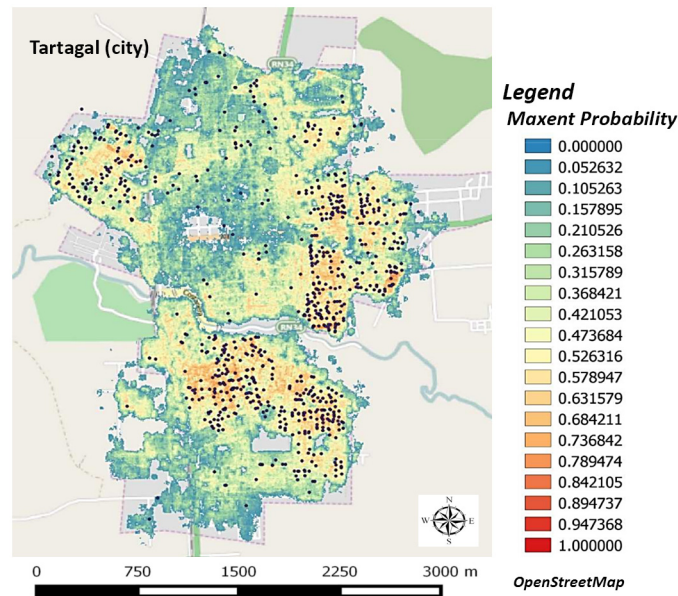 Tartagal (city)
RN34
RN34
N
W E
S
Legend
Maxent Probability
0.000000
0.052632
0.105263
0.157895
0.210526
0.263158
0.315789
0.368421
0.421053
0.473684
0.526316
0.578947
0.631579
0.684211
0.736842
0.789474
0.842105
0.894737
0.947368
1.000000
OpenStreetMap
0 750 1500 2250 3000 m